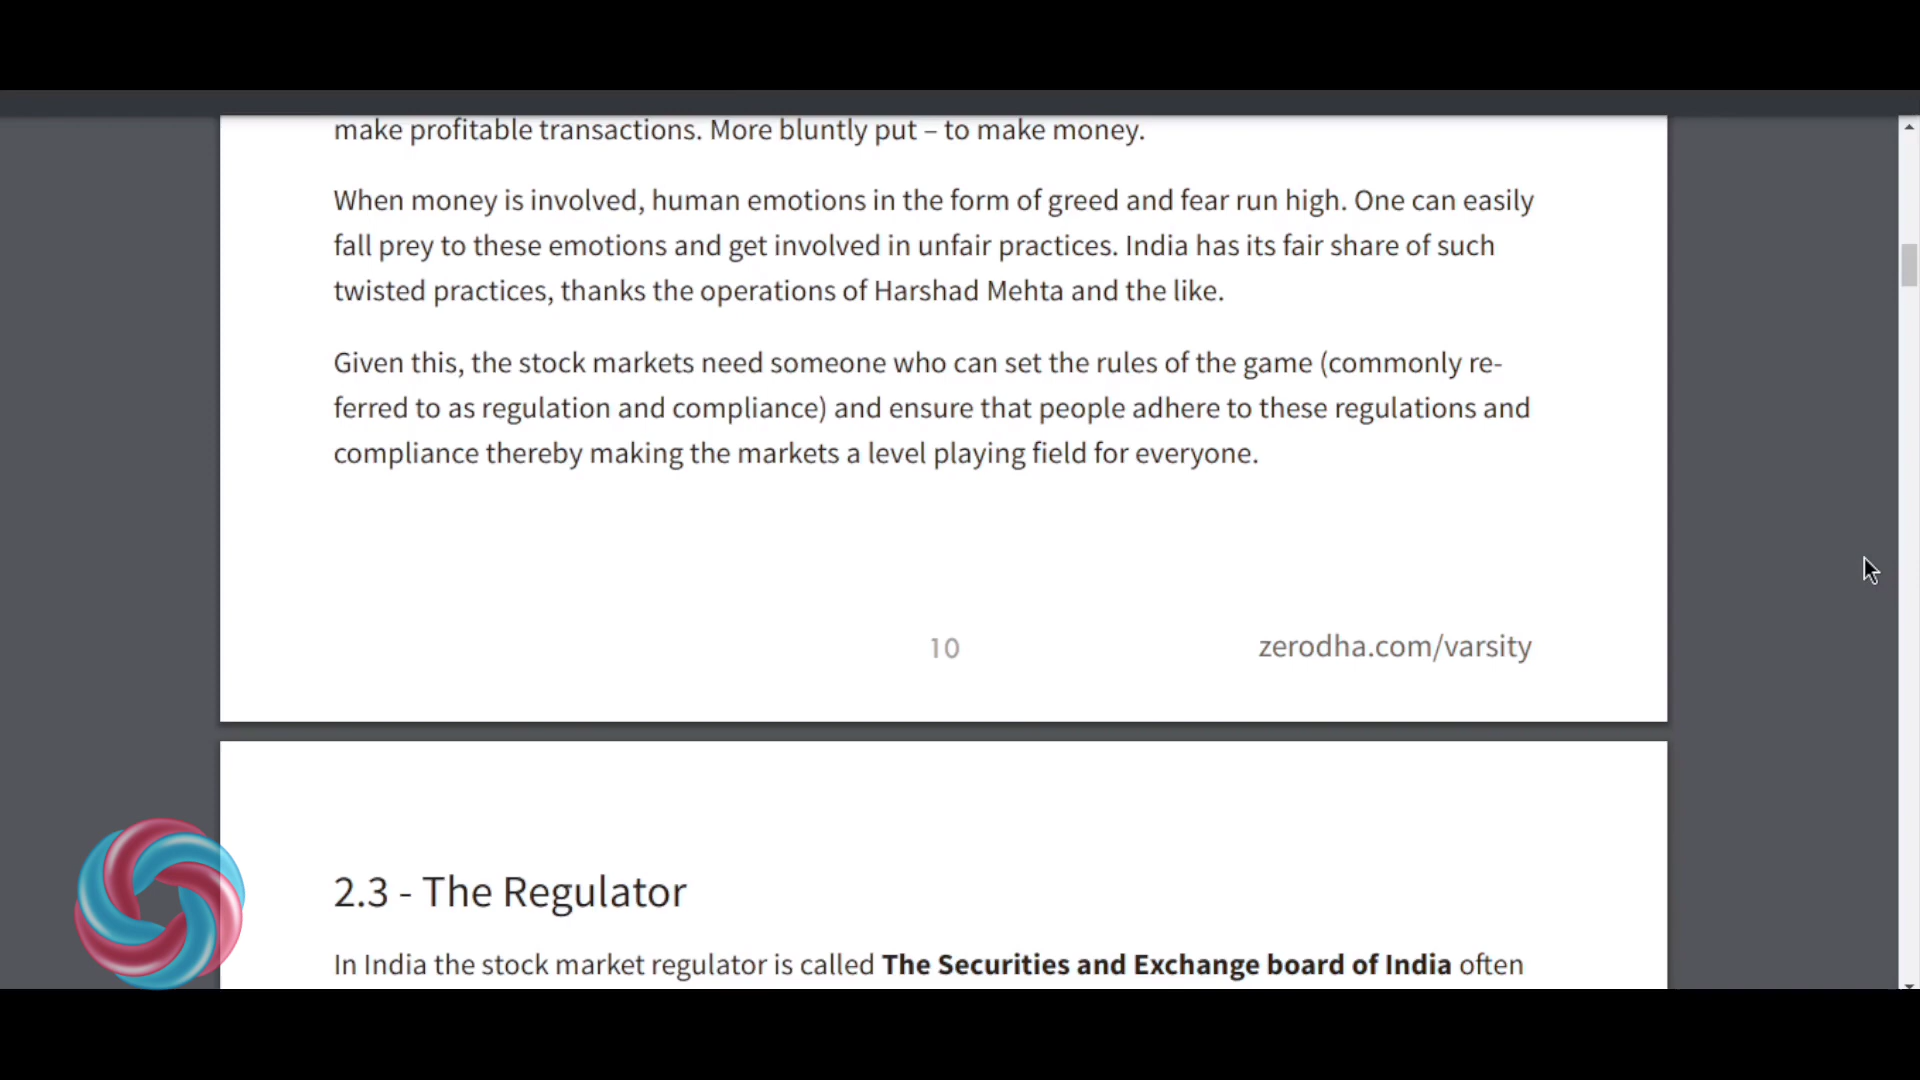 make profitable transactions. More bluntly put – to make money.
When money is involved, human emotions in the form of greed and fear run high. One can easily
fall prey to these emotions and get involved in unfair practices. India has its fair share of such
twisted practices, thanks the operations of Harshad Mehta and the like.
Given this, the stock markets need someone who can set the rules of the game (commonly re-
ferred to as regulation and compliance) and ensure that people adhere to these regulations and
compliance thereby making the markets a level playing field for everyone.
10
zerodha.com/varsity
2.3 - The Regulator
In India the stock market regulator is called The Securities and Exchange board of India often